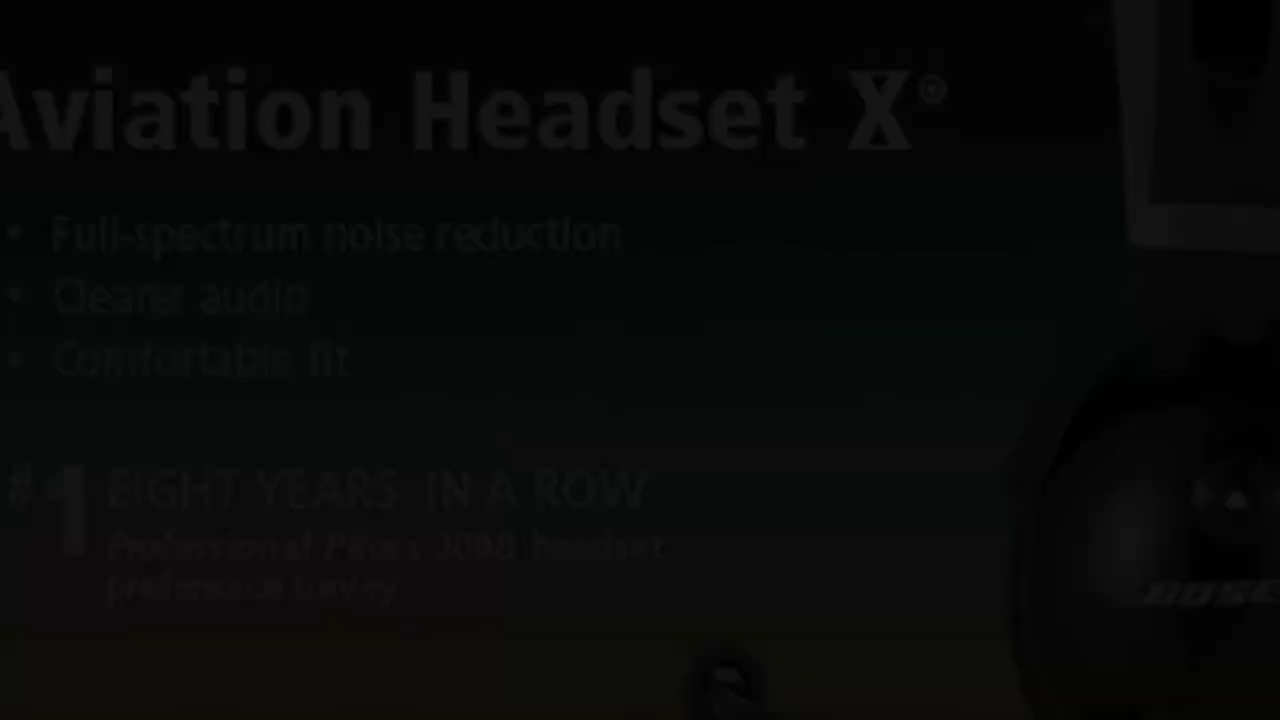 Aviation Headset X®
• Full-spectrum noise reduction
• Clearer audio
• Comfortable fit
#1 EIGHT YEARS IN A ROW
Professional Pilot's 2008 headset
preference survey
BOSE